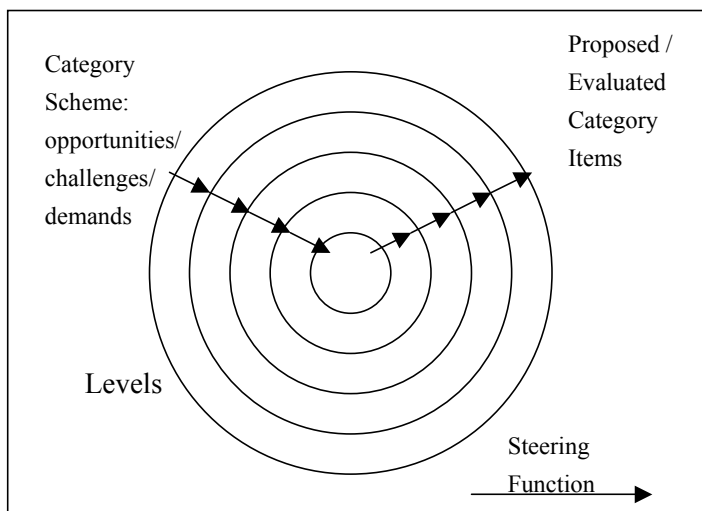 Category
Scheme:
opportunities/
challenges/
demands
Proposed /
Evaluated
Category
Items
Levels
Steering
Function